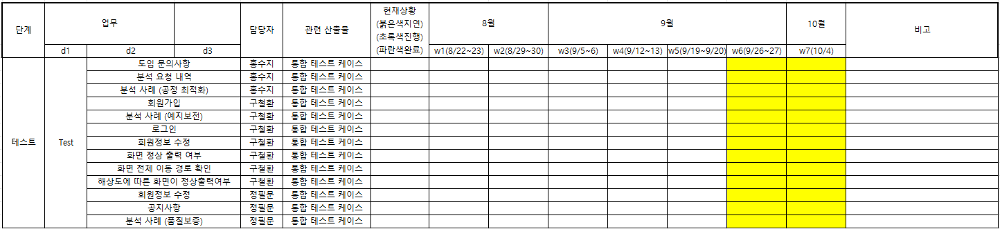 단계 업무 담당자 관련 산출물 현재상황 8월 9월 10월 비고
(붉은색지연)
(초록색진행)
(파란색완료)
d1 d2 d3 w1(8/22~23) w2(8/29~30) w3(9/5~6) w4(9/12~13) w5(9/19~9/20) w6(9/26~27) w7(10/4)
테스트 Test 도입 문의사항 홍수지 통합 테스트 케이스
분석 요청 내역 홍수지 통합 테스트 케이스
분석 사례 (공정 최적화) 홍수지 통합 테스트 케이스
회원가입 구철환 통합 테스트 케이스
분석 사례 (예지보전) 구철환 통합 테스트 케이스
로그인 구철환 통합 테스트 케이스
회원정보 수정 구철환 통합 테스트 케이스
화면 정상 출력 여부 구철환 통합 테스트 케이스
화면 전체 이동 경로 확인 구철환 통합 테스트 케이스
해상도에 따른 화면이 정상출력여부 구철환 통합 테스트 케이스
회원정보 수정 정필문 통합 테스트 케이스
공지사항 정필문 통합 테스트 케이스
분석 사례 (품질보증) 정필문 통합 테스트 케이스